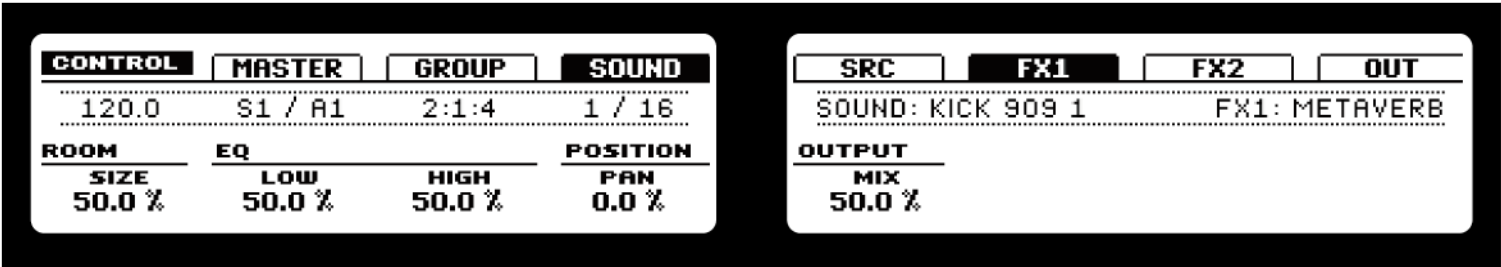 CONTROL MASTER GROUP SOUND
120.0 S1 / A1 2:1:4 1 / 16
ROOM EQ POSITION
SIZE LOW HIGH PAN
50.0 % 50.0 % 50.0 % 0.0 %
SRC FX1 FX2 OUT
SOUND: KICK 909 1 FX1: METAVERB
OUTPUT
MIX
50.0 %